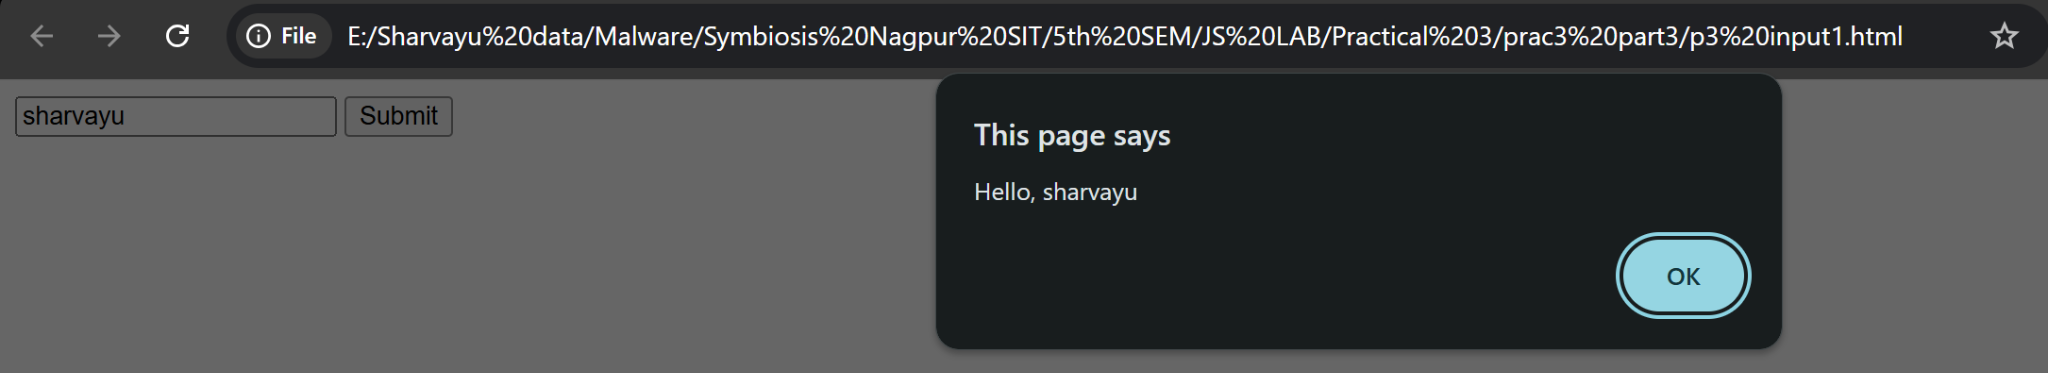 File E:/Sharvayu%20data/Malware/Symbiosis%20Nagpur%20SIT/5th%20SEM/JS%20LAB/Practical%203/prac3%20part3/p3%20input1.html
sharvayu Submit
This page says
Hello, sharvayu
OK